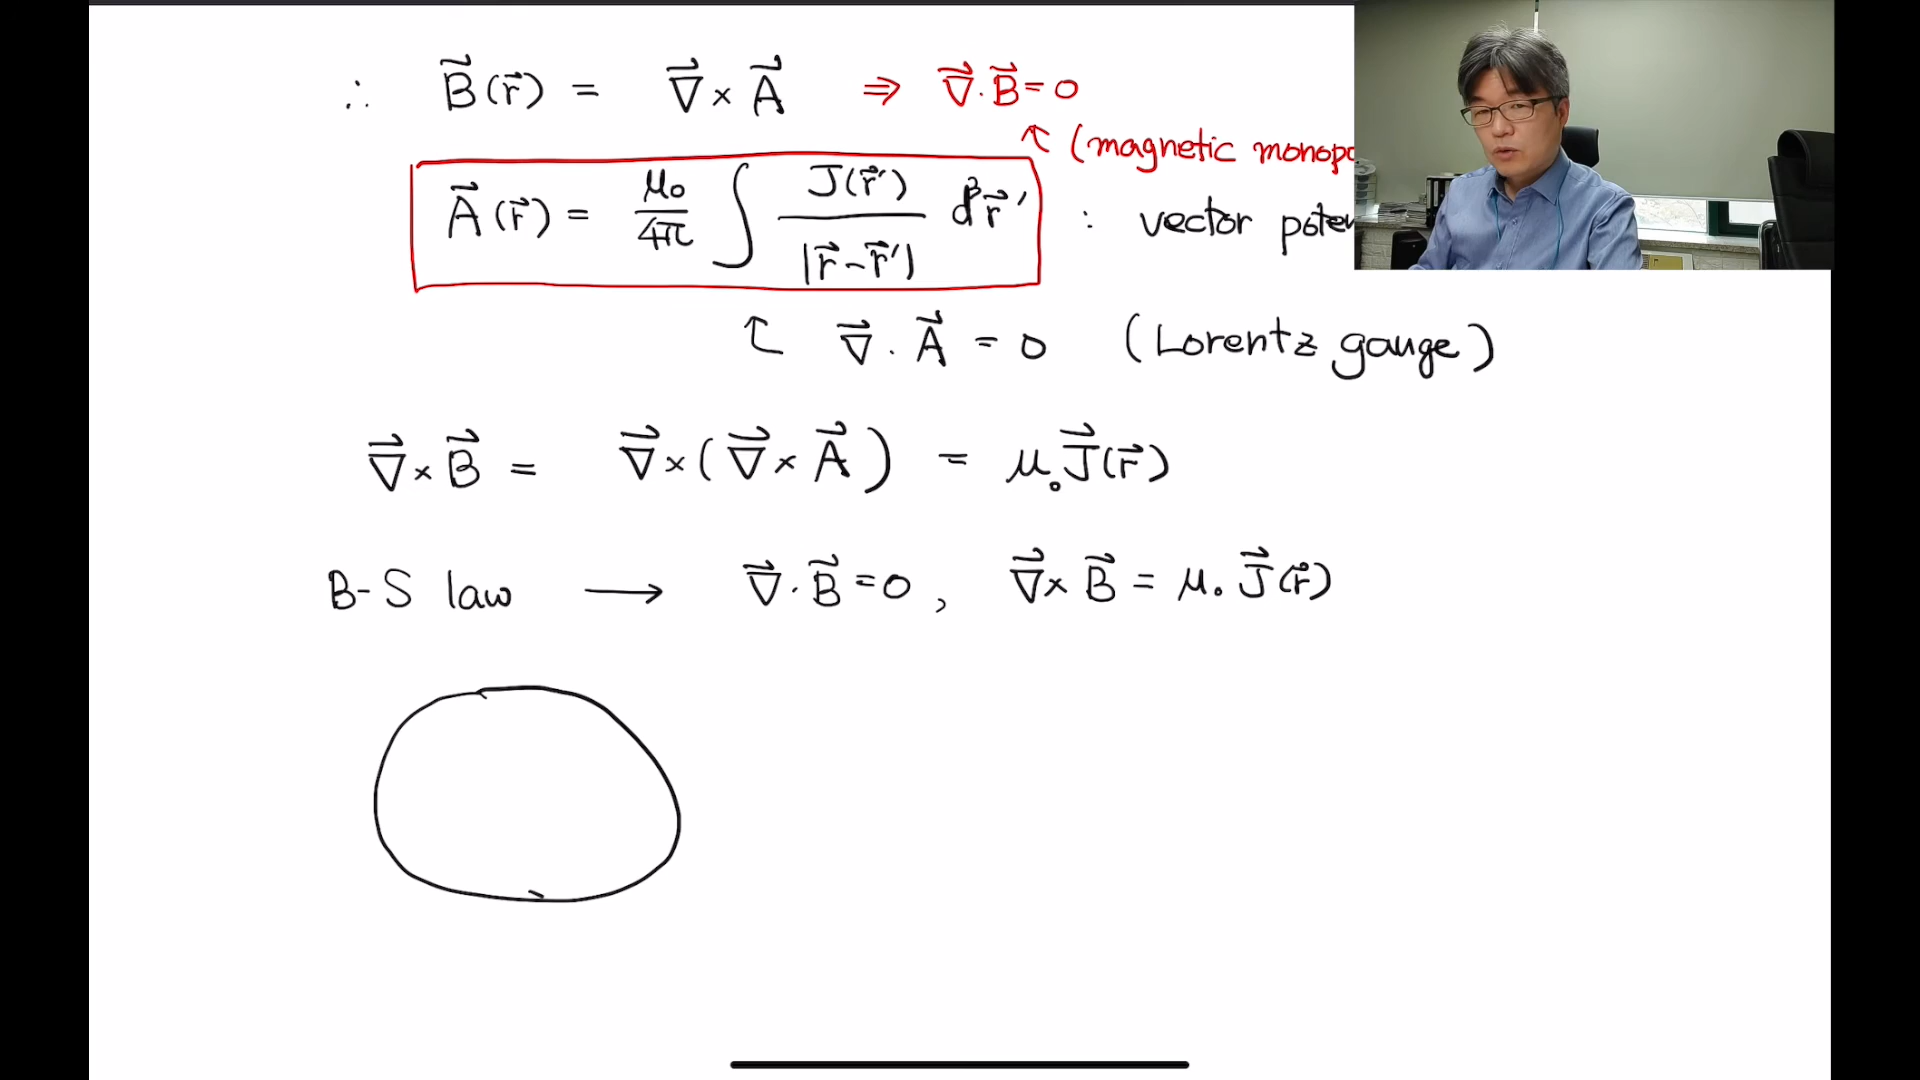 ∴ B⃗(r⃗) = ∇⃗ × A⃗ ⇒ ∇⃗·B⃗ = 0
↖ (magnetic
A⃗(r⃗) = μ₀/4π ∫ J(r⃗′)/|r⃗-r⃗′| d³r⃗′ : vector
↖ ∇⃗·A⃗ = 0 (Lorentz gauge)
∇⃗×B⃗ = ∇⃗×(∇⃗×A⃗) = μ₀J⃗(r⃗)
B-S law → ∇⃗·B⃗=0, ∇⃗×B⃗ = μ₀J⃗(r⃗)